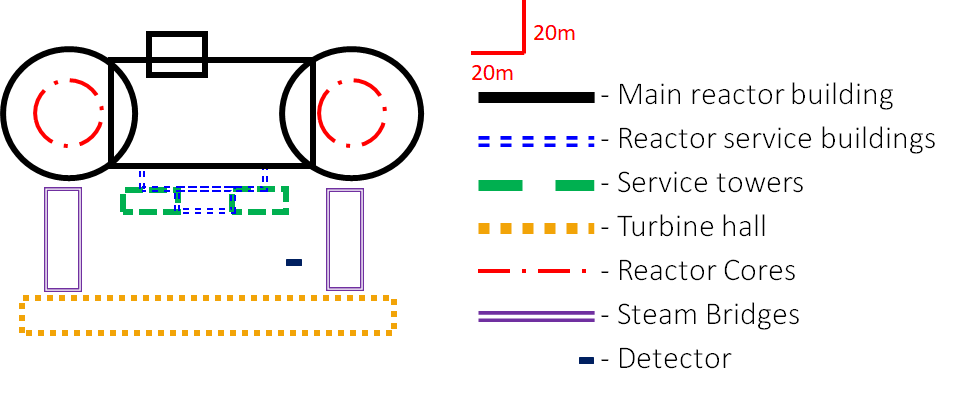 20m
20m
- Main reactor building
- Reactor service buildings
- Service towers
- Turbine hall
- Reactor Cores
- Steam Bridges
- Detector